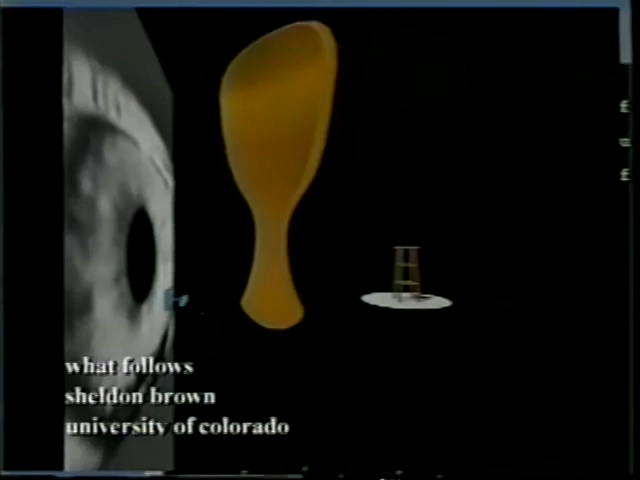 what follows
sheldon brown
university of colorado